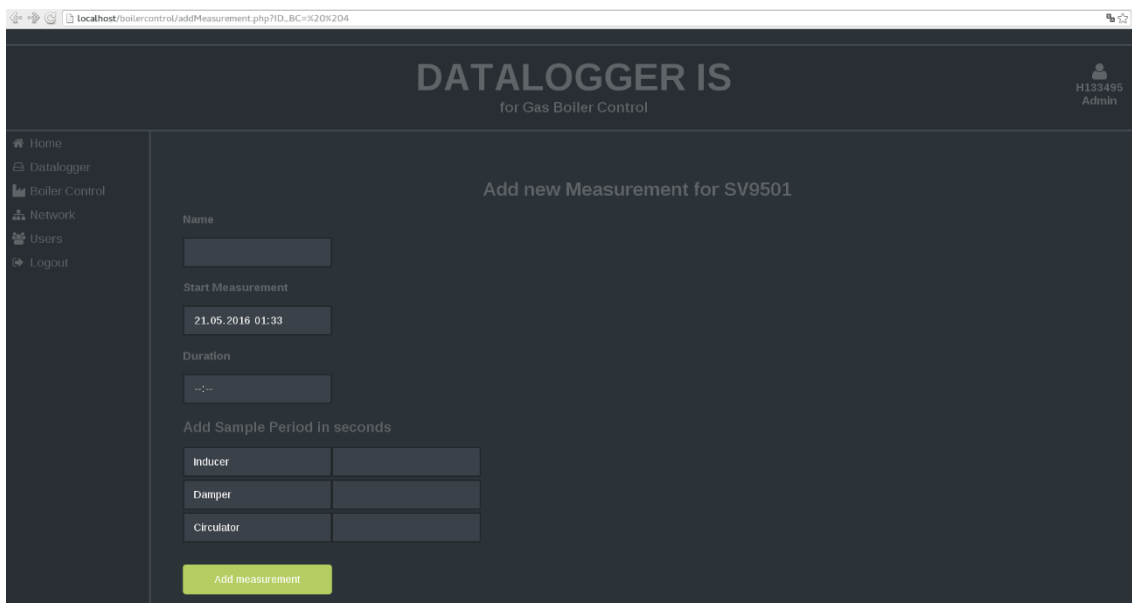 localhost/boilercontrol/addMeasurement.php?ID_BC=%20%204
DATALOGGER IS
for Gas Boiler Control
H133495
Admin
Home
Datalogger
Boiler Control
Network
Users
Logout
Add new Measurement for SV9501
Name
Start Measurement
21.05.2016 01:33
Duration
--:--
Add Sample Period in seconds
Inducer
Damper
Circulator
Add measurement